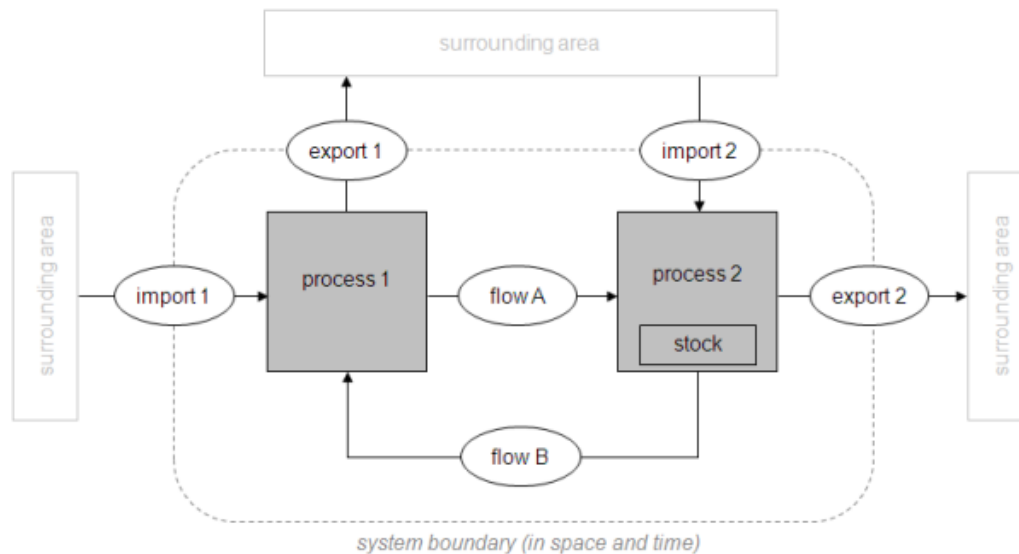 surrounding area
export 1
import 2
surrounding area
import 1
process 1
flow A
process 2
stock
export 2
surrounding area
flow B
system boundary (in space and time)